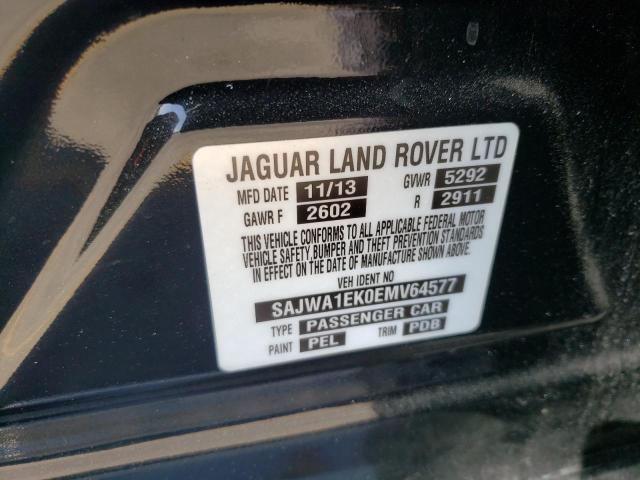 JAGUAR LAND ROVER LTD
MFD DATE 11/13 GVWR 5292
GAWR F 2602 R 2911
THIS VEHICLE CONFORMS TO ALL APPLICABLE FEDERAL MOTOR
VEHICLE SAFETY, BUMPER AND THEFT PREVENTION STANDARDS
IN EFFECT ON THE DATE OF MANUFACTURE SHOWN ABOVE.
VEH IDENT NO
SAJWA1EK0EMV64577
TYPE PASSENGER CAR
PAINT PEL TRIM PDB